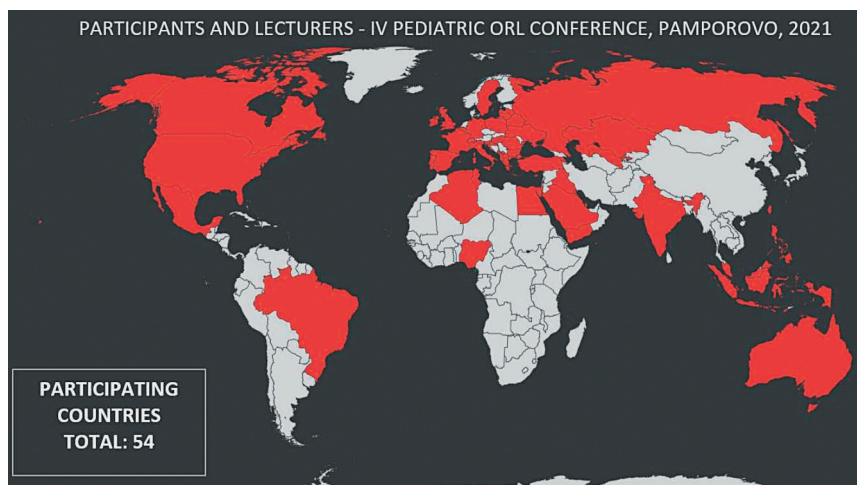 PARTICIPANTS AND LECTURERS - IV PEDIATRIC ORL CONFERENCE, PAMPOROVO, 2021
PARTICIPATING
COUNTRIES
TOTAL: 54